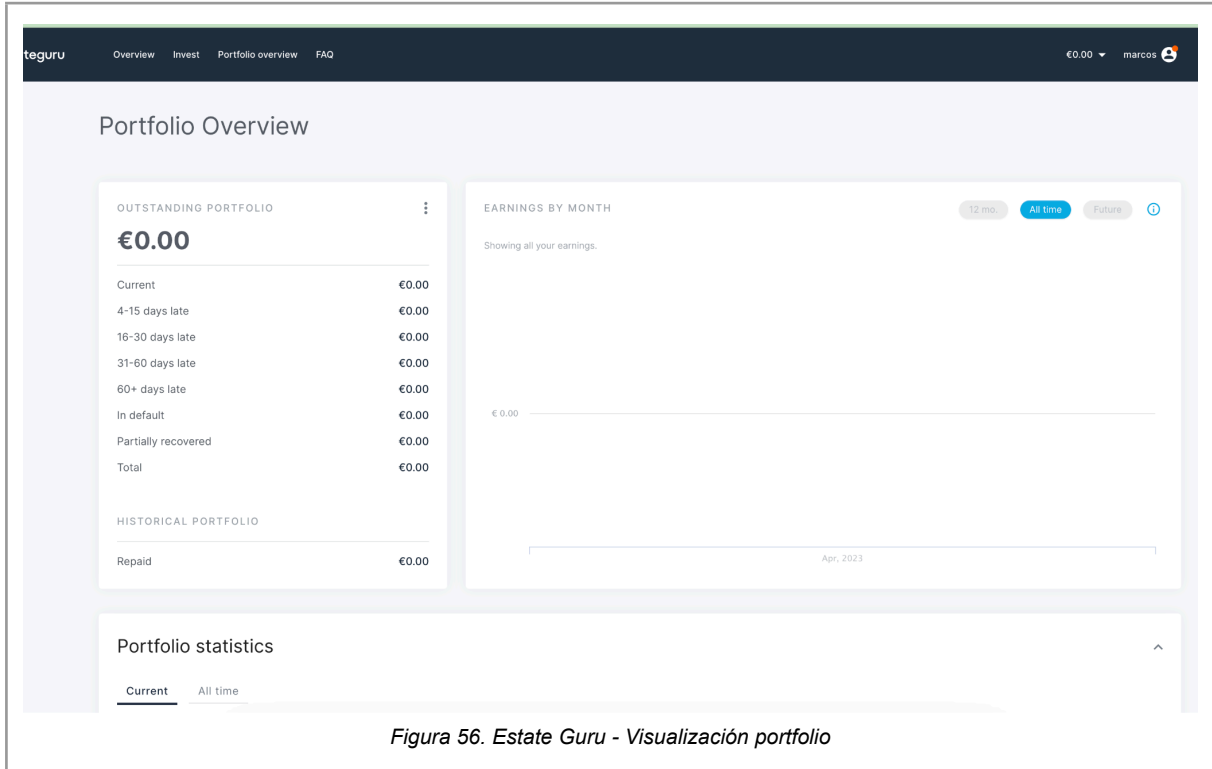 teguru Overview Invest Portfolio overview FAQ €0.00 marcos
Portfolio Overview
OUTSTANDING PORTFOLIO
€0.00
Current €0.00
4-15 days late €0.00
16-30 days late €0.00
31-60 days late €0.00
60+ days late €0.00
In default €0.00
Partially recovered €0.00
Total €0.00
HISTORICAL PORTFOLIO
Repaid €0.00
EARNINGS BY MONTH 12 mo. All time Future
Showing all your earnings.
€ 0.00
Apr, 2023
Portfolio statistics
Current All time
Figura 56. Estate Guru - Visualización portfolio